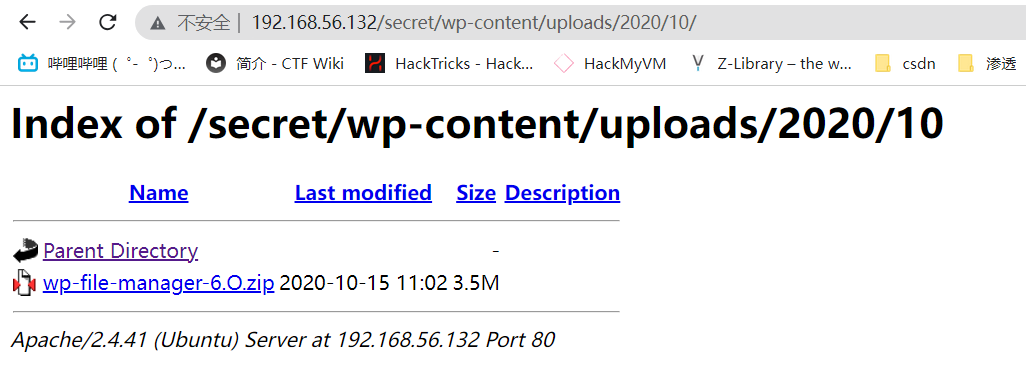 不安全 | 192.168.56.132/secret/wp-content/uploads/2020/10/
哔哩哔哩 (゜-゜)つ... 简介 - CTF Wiki HackTricks - Hack... HackMyVM Z-Library – the w... csdn 渗透
Index of /secret/wp-content/uploads/2020/10
Name Last modified Size Description
Parent Directory -
wp-file-manager-6.O.zip 2020-10-15 11:02 3.5M
Apache/2.4.41 (Ubuntu) Server at 192.168.56.132 Port 80